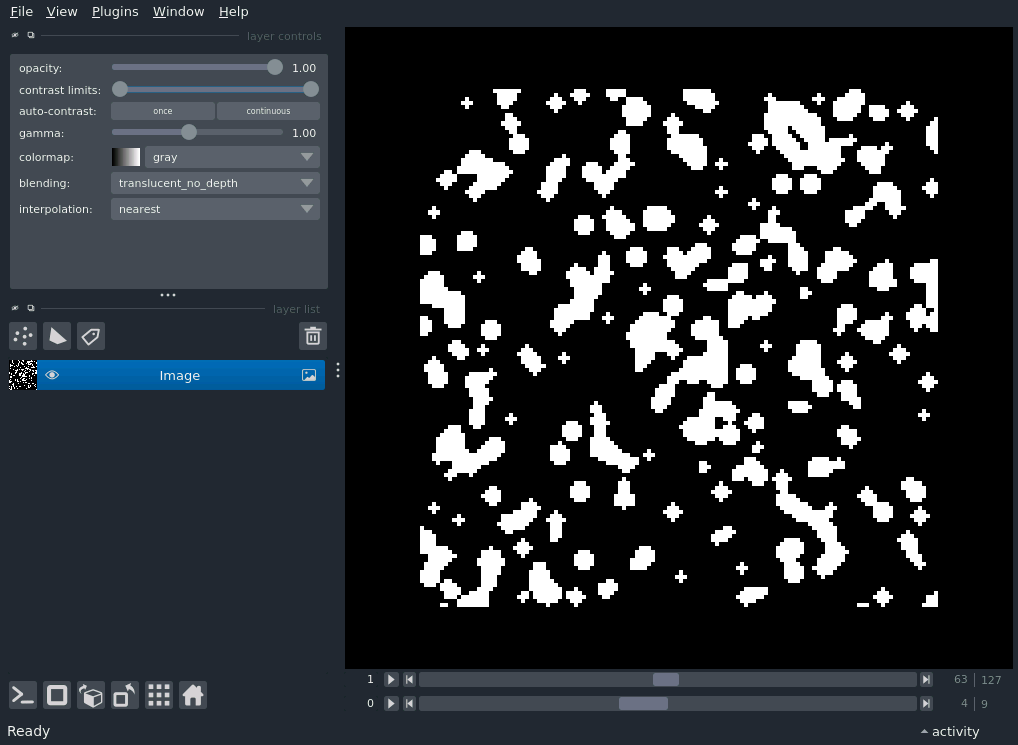 File View Plugins Window Help
layer controls
opacity: 1.00
contrast limits:
auto-contrast: once continuous
gamma: 1.00
colormap: gray
blending: translucent_no_depth
interpolation: nearest
layer list
Image
1 63 127
0 4 9
Ready activity